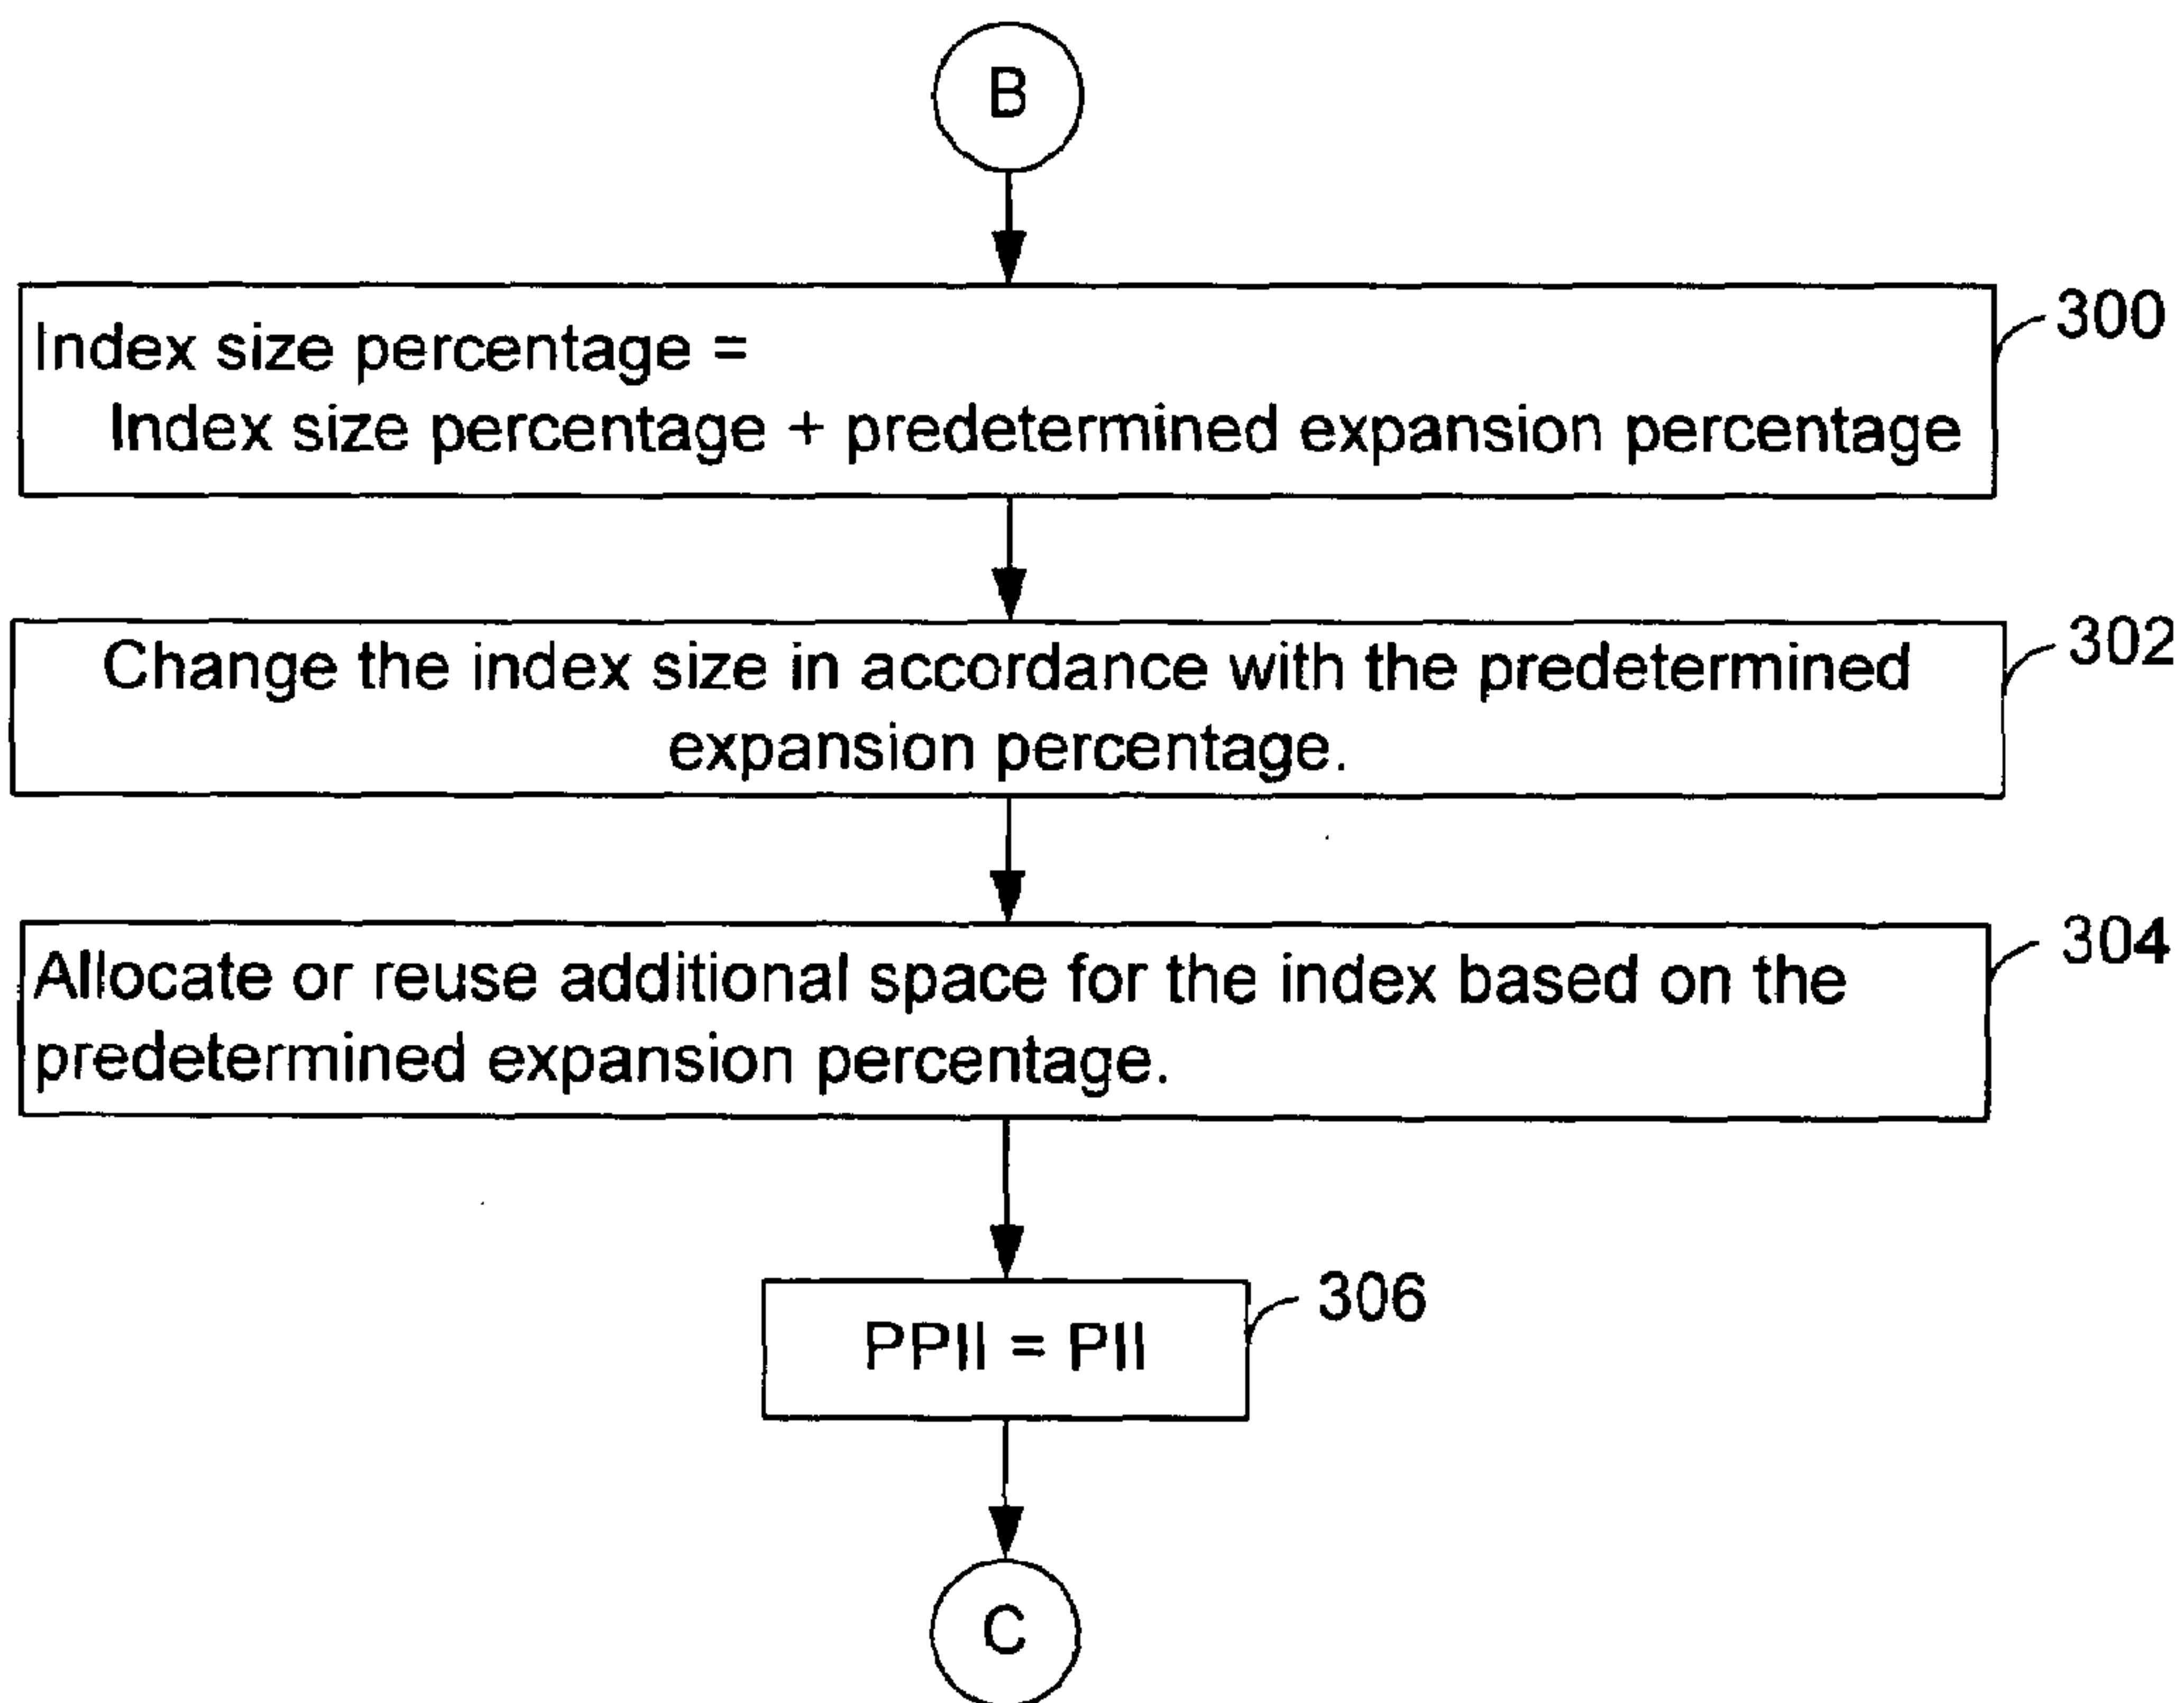 B
300
Index size percentage =
Index size percentage + predetermined expansion percentage
302
Change the index size in accordance with the predetermined
expansion percentage.
304
Allocate or reuse additional space for the index based on the
predetermined expansion percentage.
306
PPII = PII
C